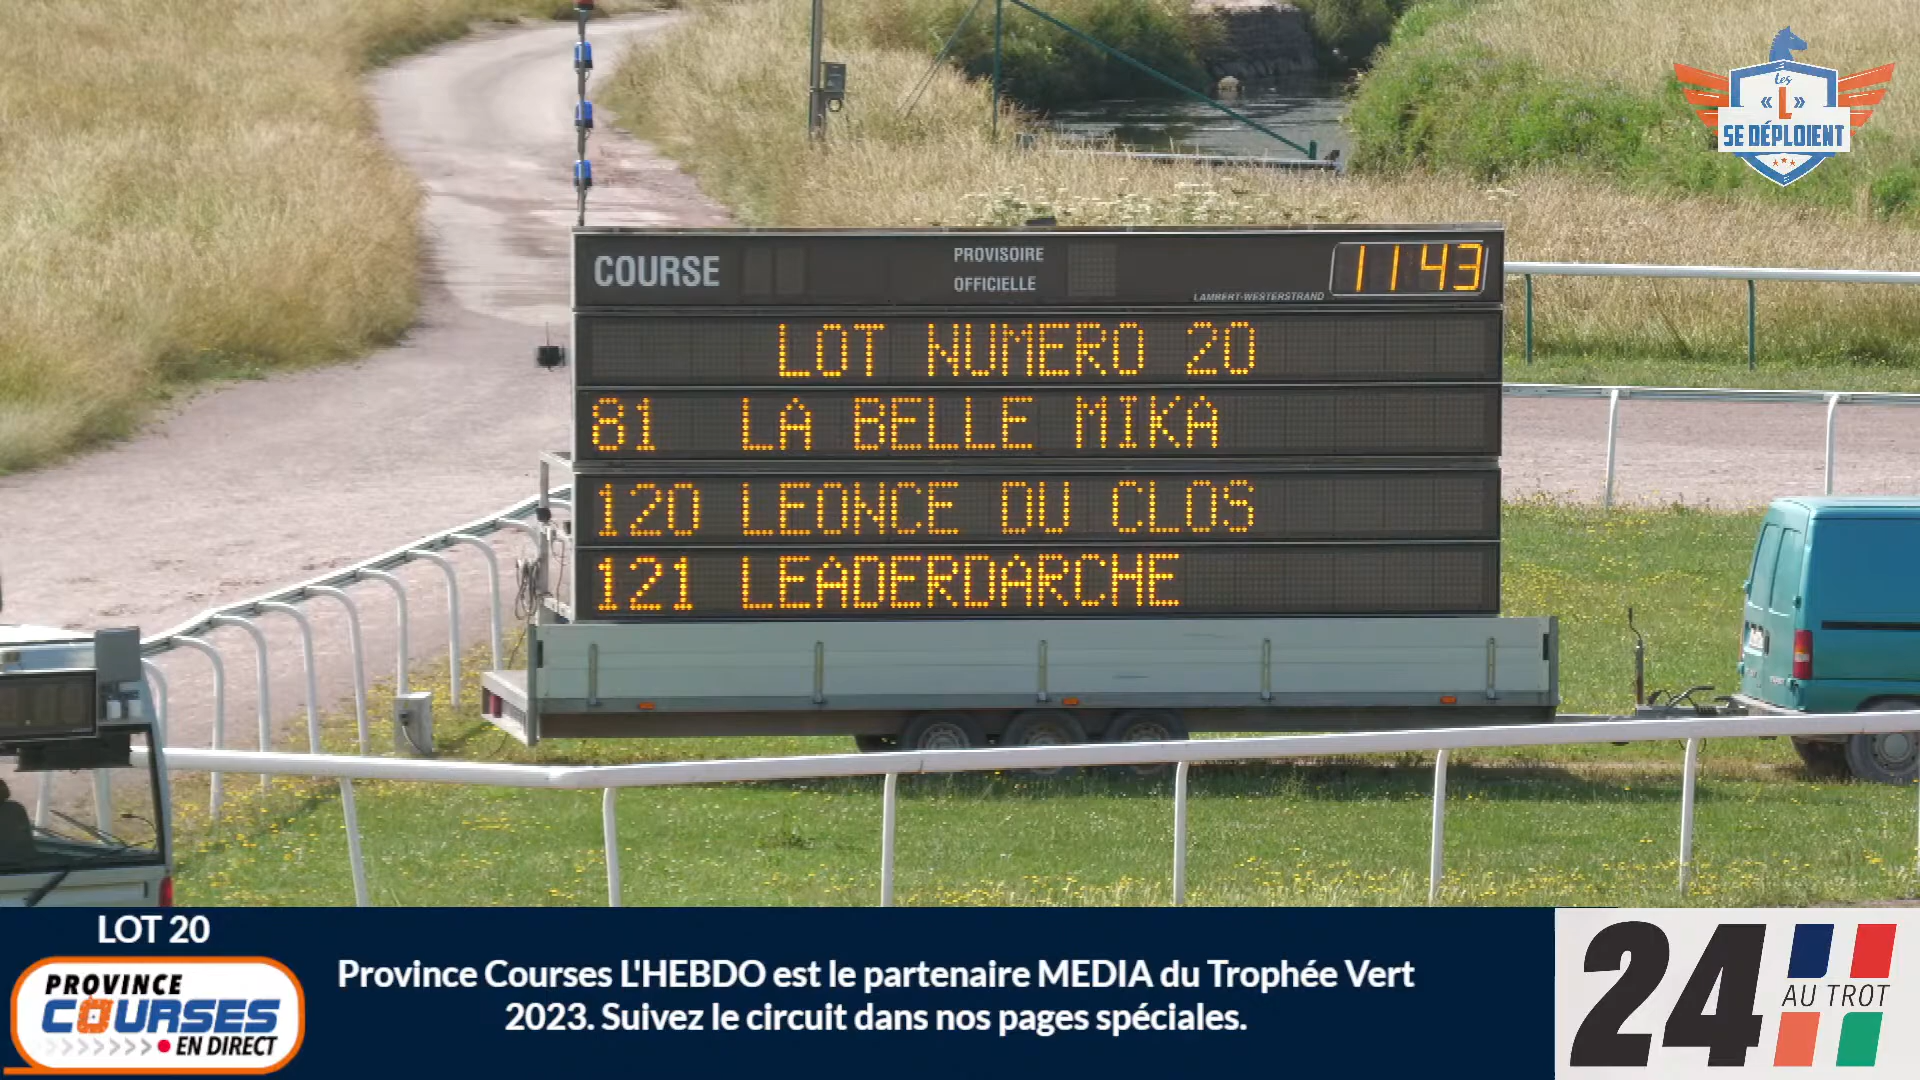 les
« L »
SE DÉPLOIENT
COURSE
PROVISOIRE
OFFICIELLE
LAMBERT-WESTERSTRAND
11 43
LOT NUMERO 20
81 LA BELLE MIKA
120 LEONCE DU CLOS
121 LEADERDARCHE
LOT 20
PROVINCE
COURSES
EN DIRECT
Province Courses L'HEBDO est le partenaire MEDIA du Trophée Vert
2023. Suivez le circuit dans nos pages spéciales.
24
AU TROT